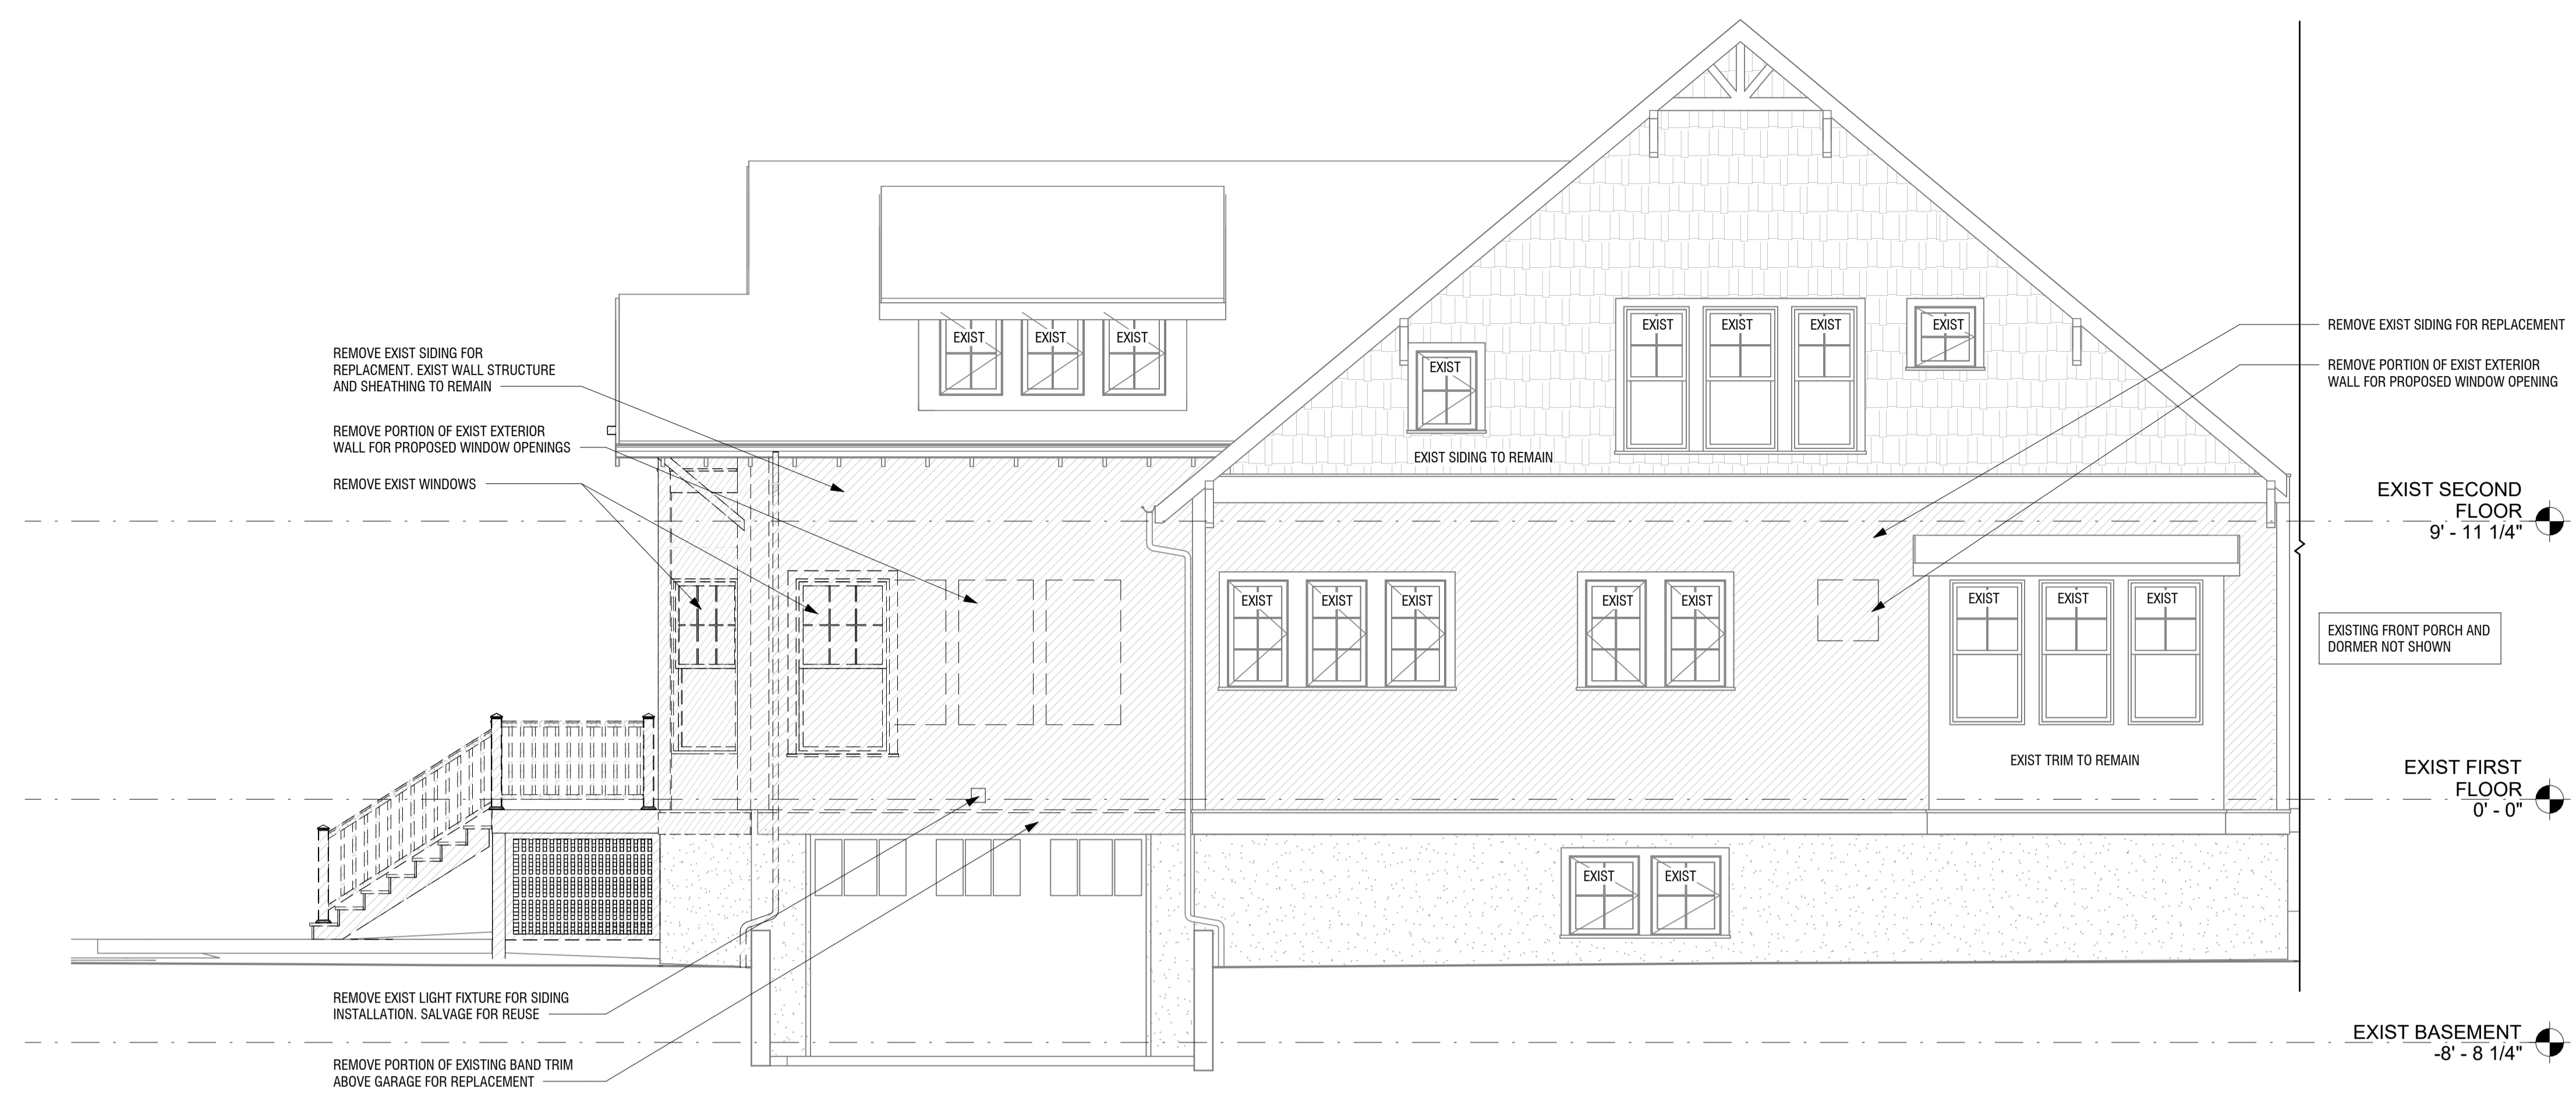 EXIST
EXIST
EXIST
EXIST
EXIST
EXIST
EXIST
EXIST
REMOVE EXIST SIDING FOR
REPLACMENT. EXIST WALL STRUCTURE
AND SHEATHING TO REMAIN
REMOVE PORTION OF EXIST EXTERIOR
WALL FOR PROPOSED WINDOW OPENINGS
REMOVE EXIST WINDOWS
EXIST SIDING TO REMAIN
REMOVE EXIST SIDING FOR REPLACEMENT
REMOVE PORTION OF EXIST EXTERIOR
WALL FOR PROPOSED WINDOW OPENING
EXIST SECOND
FLOOR
9' - 11 1/4"
EXIST
EXIST
EXIST
EXIST
EXIST
EXIST
EXIST
EXIST
EXISTING FRONT PORCH AND
DORMER NOT SHOWN
EXIST TRIM TO REMAIN
EXIST FIRST
FLOOR
0' - 0"
EXIST
EXIST
REMOVE EXIST LIGHT FIXTURE FOR SIDING
INSTALLATION. SALVAGE FOR REUSE
REMOVE PORTION OF EXISTING BAND TRIM
ABOVE GARAGE FOR REPLACEMENT
EXIST BASEMENT
-8' - 8 1/4"